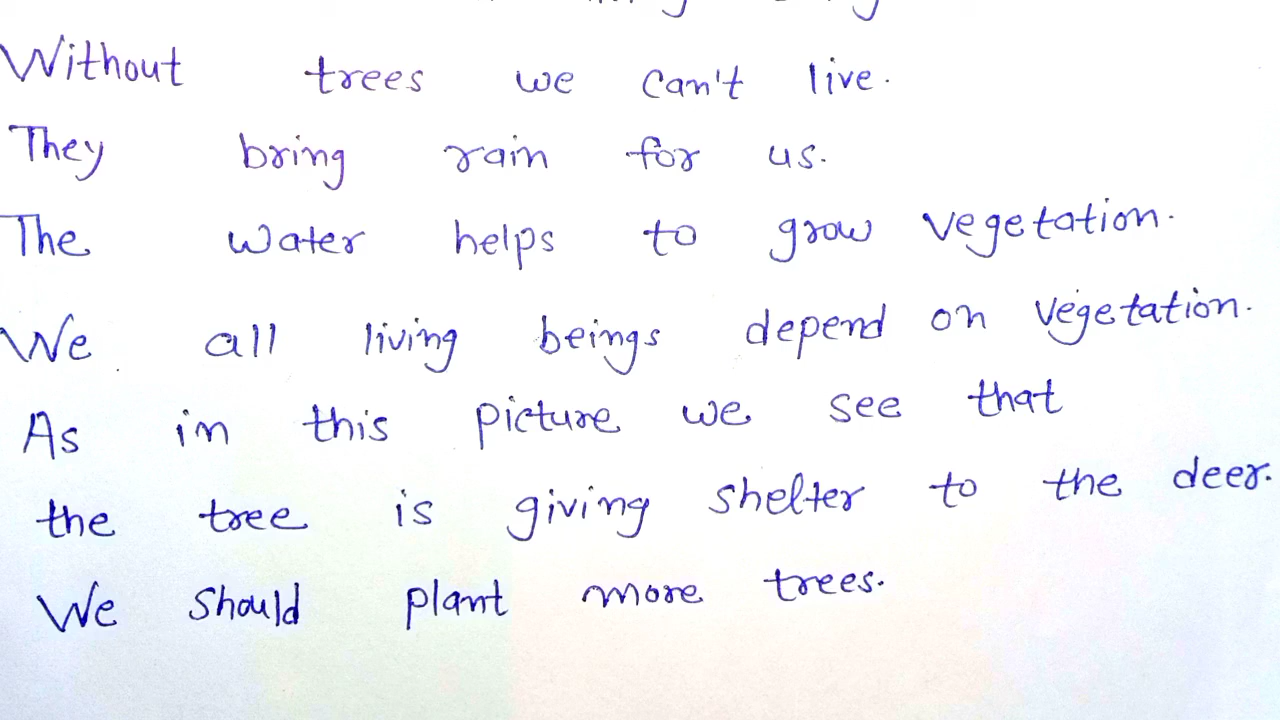 Without trees we can't live.
They bring rain for us.
The water helps to grow vegetation.
We all living beings depend on vegetation.
As in this picture we see that
the tree is giving shelter to the deer.
We should plant more trees.